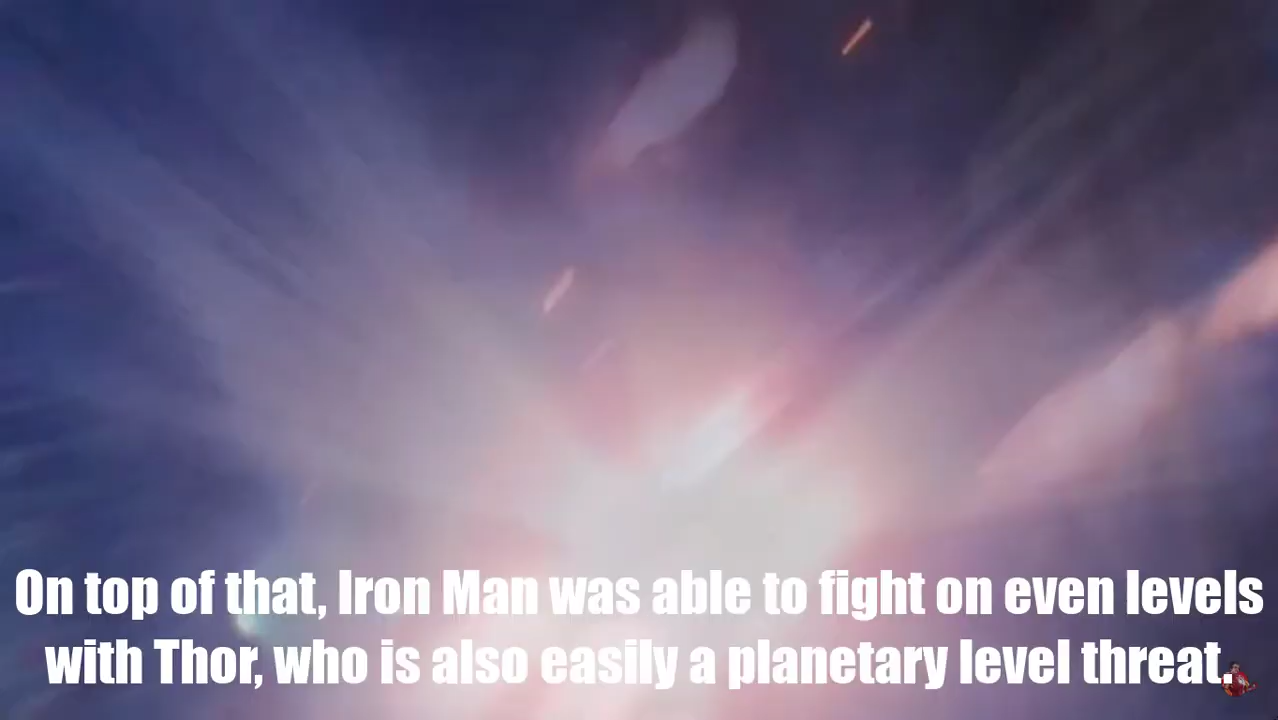 On top of that, Iron Man was able to fight on even levels
with Thor, who is also easily a planetary level threat.